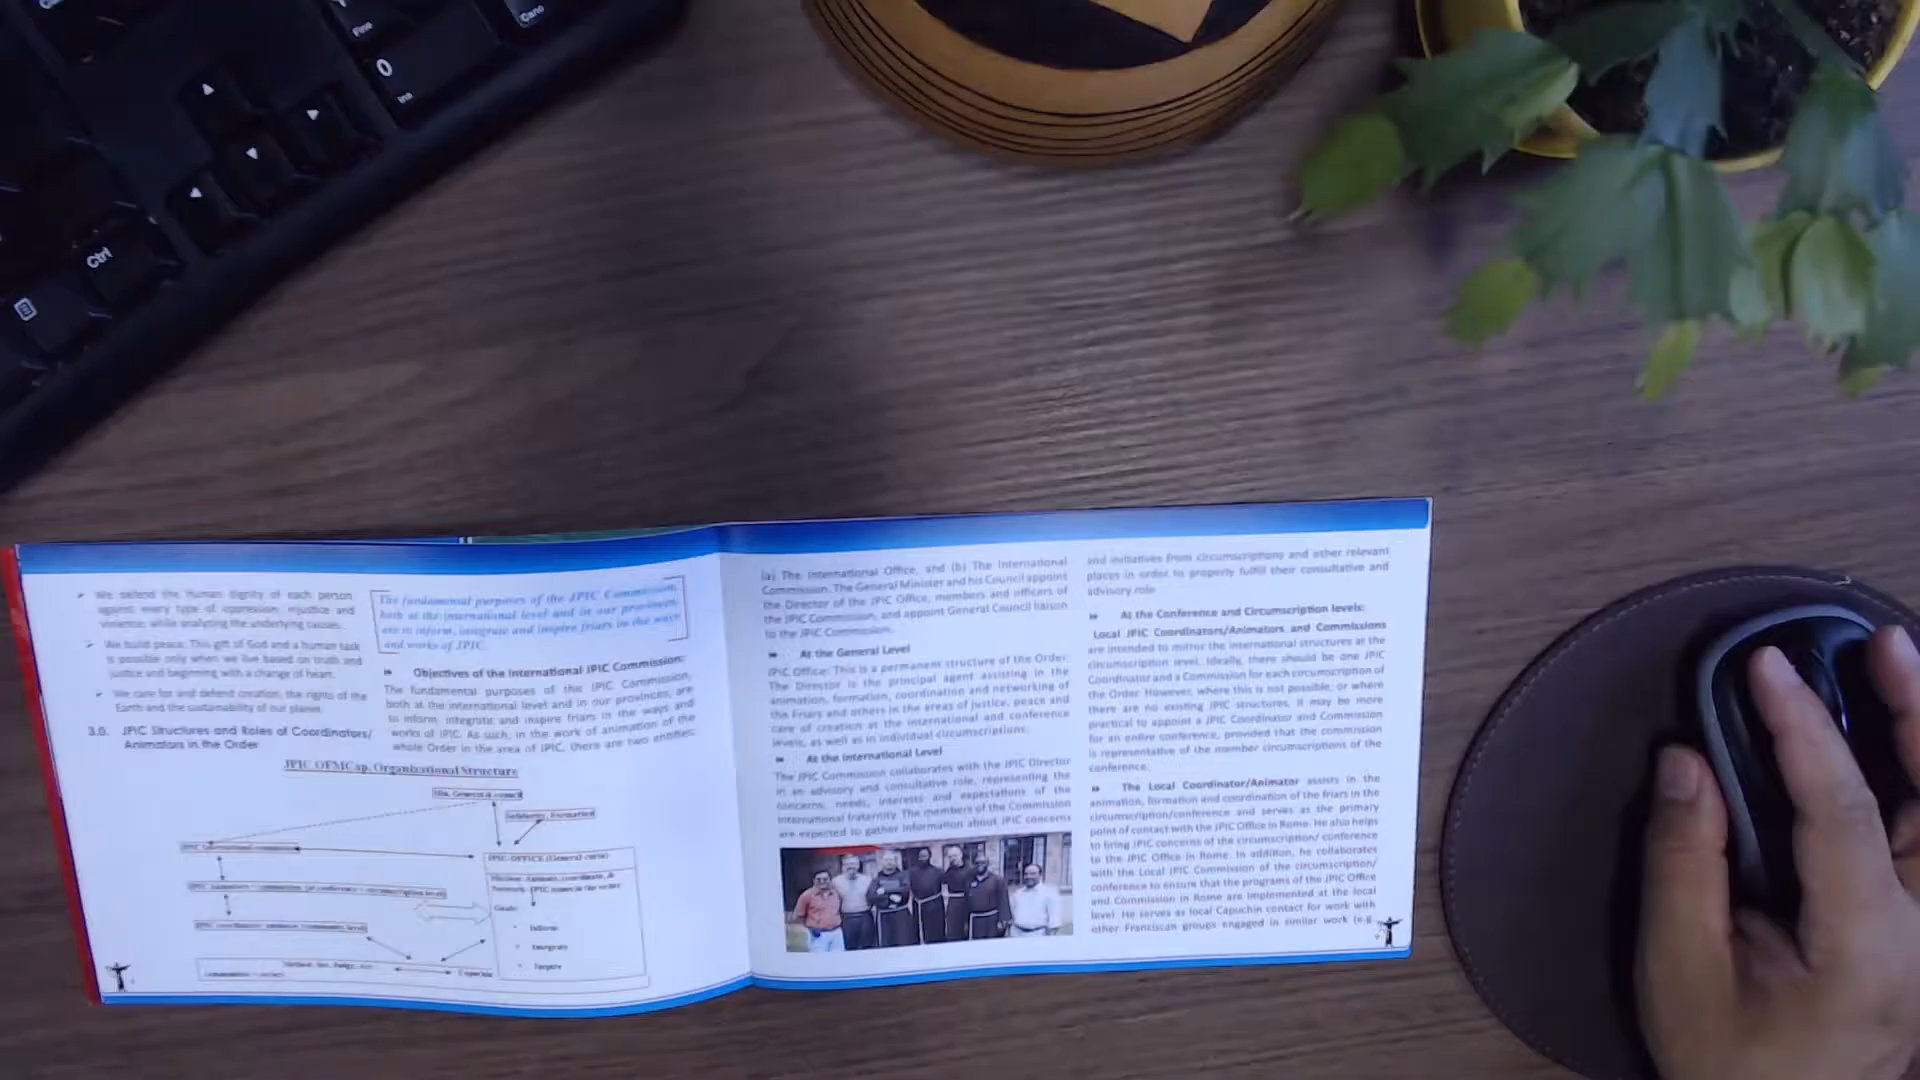 Fine
0
Ins
Ctrl
We defend the human dignity of each person
against every type of oppression, injustice and
violence, while analyzing the underlying causes.
We build peace. This gift of God and a human task
is possible only when we live based on truth and
justice and beginning with a change of heart.
We care for and defend creation, the rights of the
Earth and the sustainability of our planet.
3.0. JPIC Structures and Roles of Coordinators/
Animators in the Order
The fundamental purposes of the JPIC Commission,
both at the international level and in our provinces,
are to inform, integrate and inspire friars in the ways
and works of JPIC.
Objectives of the International JPIC Commission:
The fundamental purposes of the JPIC Commission,
both at the international level and in our provinces, are
to inform, integrate and inspire friars in the ways and
works of JPIC. As such, in the work of animation of the
whole Order in the area of JPIC, there are two entities:
JPIC OFMCap. Organizational Structure
Solidarity, Formation
JPIC OFFICE (General curia)
Goals:
• Inform
• Integrate
• Inspire
(a) The International Office, and (b) The International
Commission. The General Minister and his Council appoint
the Director of the JPIC Office, members and officers of
the JPIC Commission, and appoint General Council liaison
to the JPIC Commission.
At the General Level
JPIC Office: This is a permanent structure of the Order.
The Director is the principal agent assisting in the
animation, formation, coordination and networking of
the Friars and others in the areas of justice, peace and
care of creation at the international and conference
levels, as well as in individual circumscriptions.
At the International Level
The JPIC Commission collaborates with the JPIC Director
in an advisory and consultative role, representing the
concerns, needs, interests and expectations of the
international fraternity. The members of the Commission
are expected to gather information about JPIC concerns
and initiatives from circumscriptions and other relevant
places in order to properly fulfill their consultative and
advisory role
At the Conference and Circumscription levels:
Local JPIC Coordinators/Animators and Commissions
are intended to mirror the international structures at the
circumscription level. Ideally, there should be one JPIC
Coordinator and a Commission for each circumscription of
the Order. However, where this is not possible, or where
there are no existing JPIC structures, it may be more
practical to appoint a JPIC Coordinator and Commission
for an entire conference, provided that the commission
is representative of the member circumscriptions of the
conference.
The Local Coordinator/Animator assists in the
animation, formation and coordination of the friars in the
circumscription/conference and serves as the primary
point of contact with the JPIC Office in Rome. He also helps
to bring JPIC concerns of the circumscription/ conference
to the JPIC Office in Rome. In addition, he collaborates
with the Local JPIC Commission of the circumscription/
conference to ensure that the programs of the JPIC Office
and Commission in Rome are implemented at the local
level. He serves as local Capuchin contact for work with
other Franciscan groups engaged in similar work (e.g